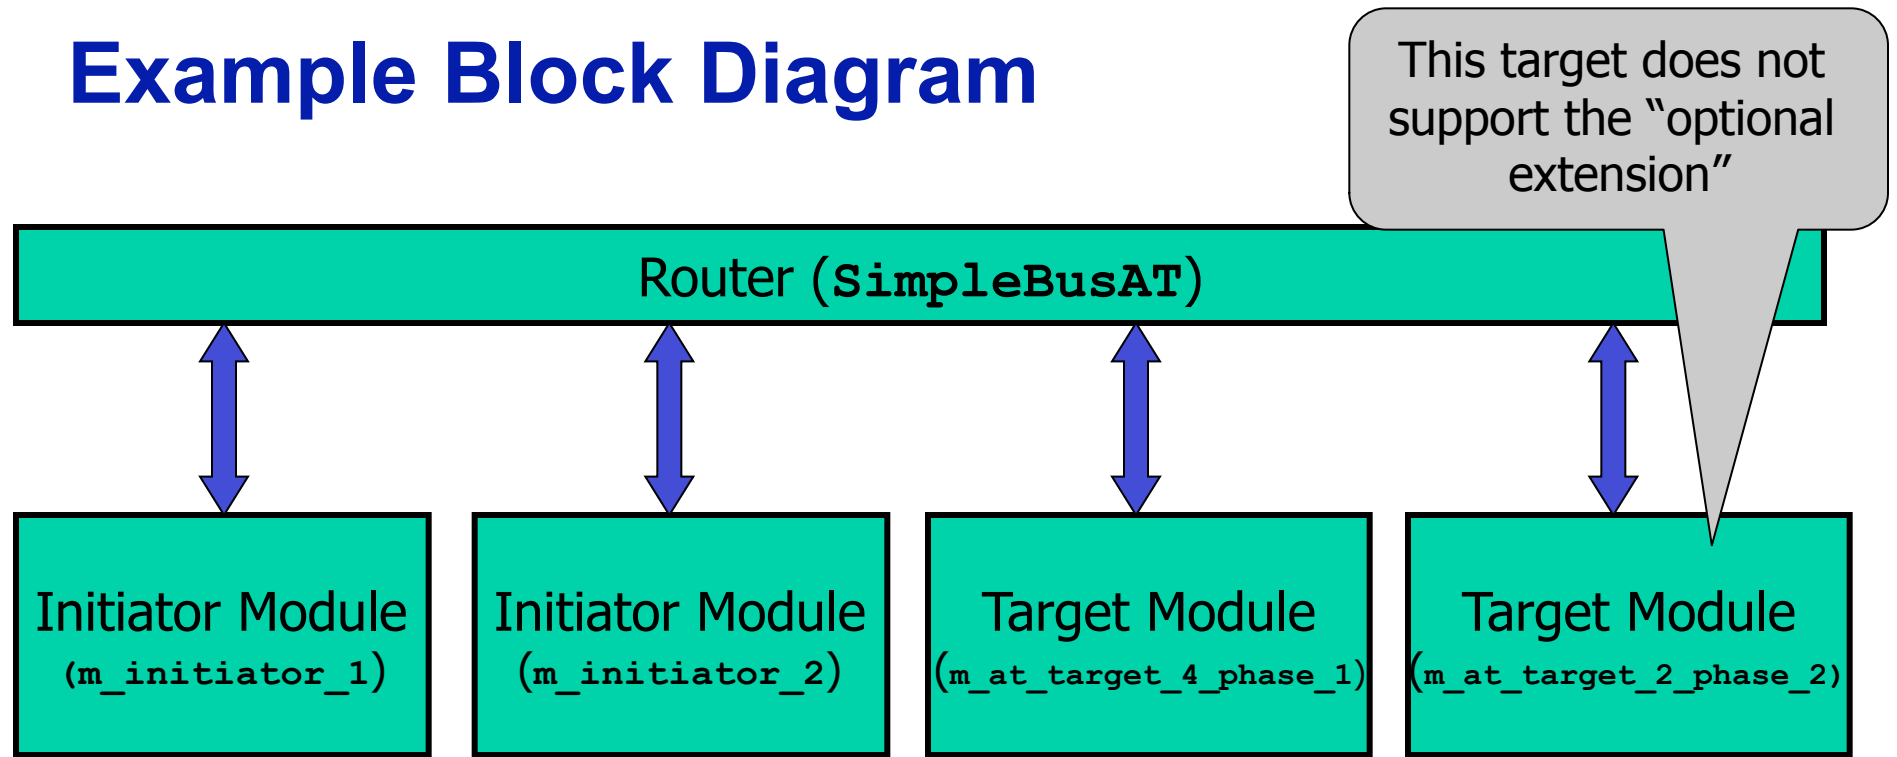 Example Block Diagram
This target does not
support the “optional
extension”
Router (SimpleBusAT)
Initiator Module
(m_initiator_1)
Initiator Module
(m_initiator_2)
Target Module
(m_at_target_4_phase_1)
Target Module
(m_at_target_2_phase_2)